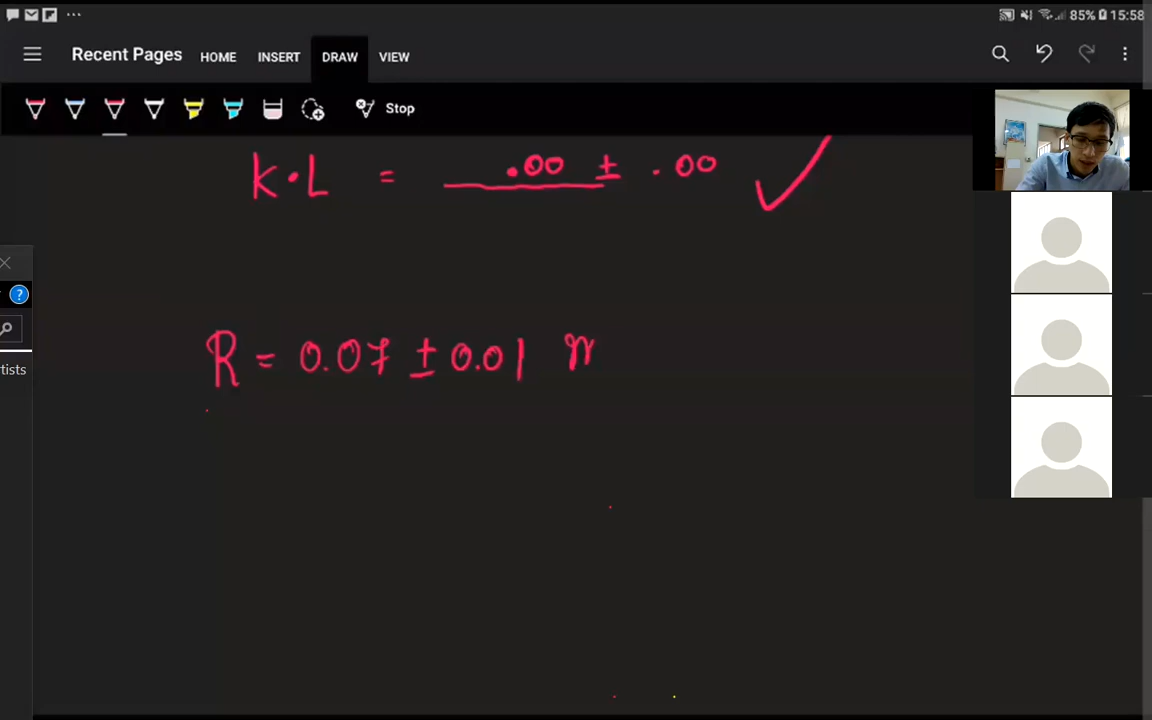 85% 15:58
Recent Pages HOME INSERT DRAW VIEW
Stop
K·L = .00 ± .00
?
tists
R = 0.07 ± 0.01 m